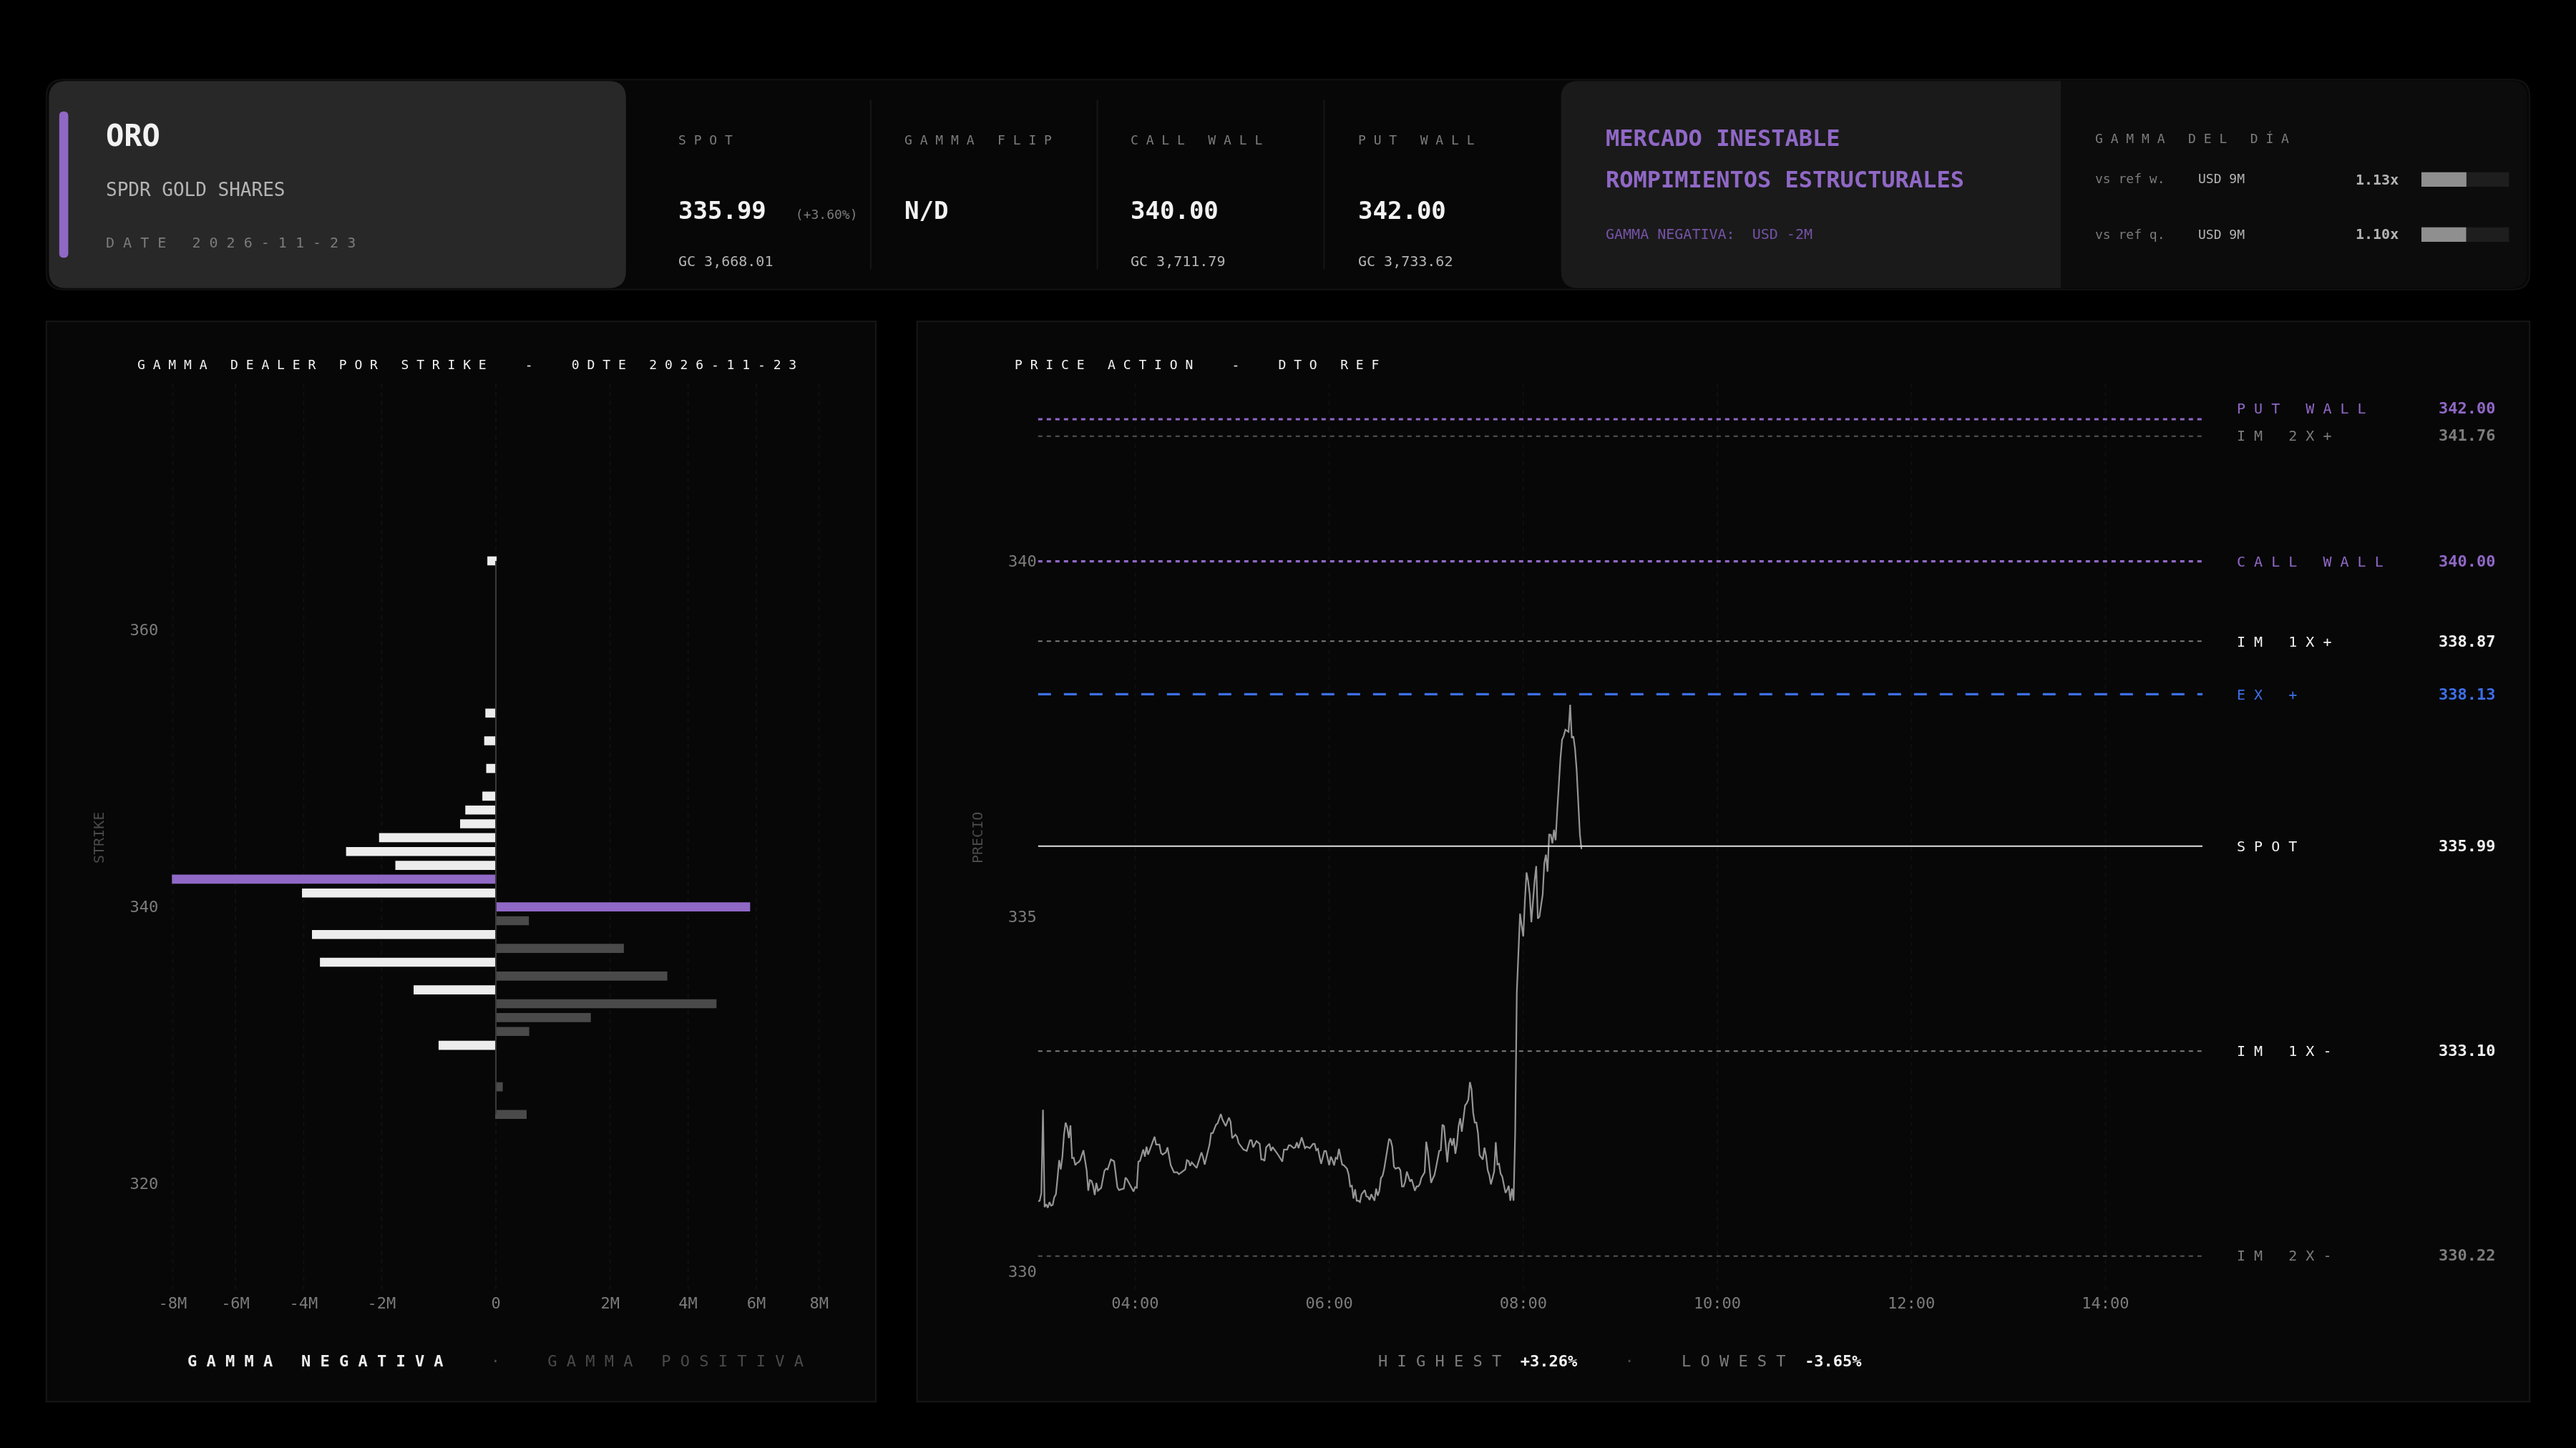 ORO
SPDR GOLD SHARES
DATE 2026-11-23
SPOT
335.99 (+3.60%)
GC 3,668.01
GAMMA FLIP
N/D
CALL WALL
340.00
GC 3,711.79
PUT WALL
342.00
GC 3,733.62
MERCADO INESTABLE
ROMPIMIENTOS ESTRUCTURALES
GAMMA NEGATIVA: USD -2M
GAMMA DEL DÍA
vs ref w. USD 9M 1.13x
vs ref q. USD 9M 1.10x
GAMMA DEALER POR STRIKE - 0DTE 2026-11-23
STRIKE
360
340
320
-8M -6M -4M -2M 0 2M 4M 6M 8M
GAMMA NEGATIVA · GAMMA POSITIVA
PRICE ACTION - DTO REF
PRECIO
340
335
330
PUT WALL 342.00
IM 2X+ 341.76
CALL WALL 340.00
IM 1X+ 338.87
EX + 338.13
SPOT 335.99
IM 1X- 333.10
IM 2X- 330.22
04:00 06:00 08:00 10:00 12:00 14:00
HIGHEST +3.26% · LOWEST -3.65%